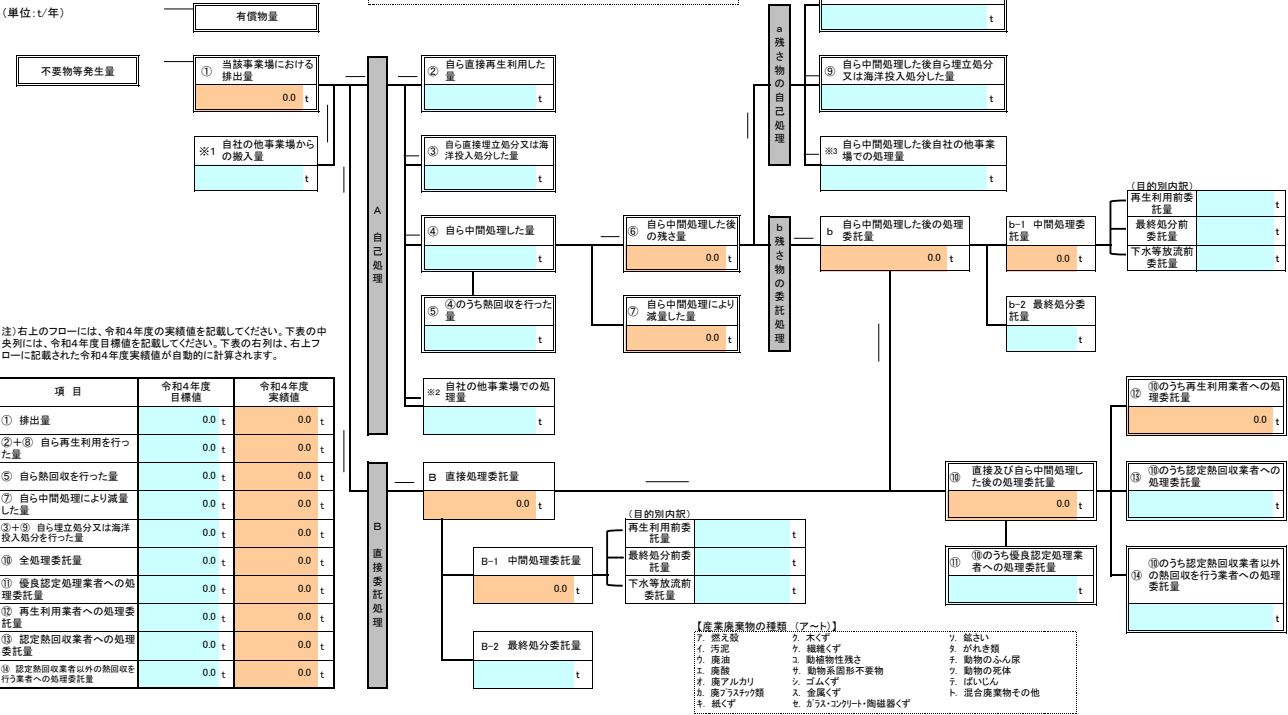 (単位:t/年)
有償物量
t
不要物等発生量
① 当該事業場における
排出量
0.0 t
※1 自社の他事業場から
の搬入量
t
A
自己処理
② 自ら直接再生利用した
量
t
③ 自ら直接埋立処分又は海
洋投入処分した量
t
④ 自ら中間処理した量
t
⑤ ④のうち熱回収を行った
量
t
※2 自社の他事業場での処
理量
t
⑥ 自ら中間処理した後
の残さ量
0.0 t
⑦ 自ら中間処理により
減量した量
0.0 t
a
残さ物の自己処理
⑨ 自ら中間処理した後自ら埋立処分
又は海洋投入処分した量
t
※3 自ら中間処理した後自社の他事業
場での処理量
t
b
残さ物の委託処理
b 自ら中間処理した後の処理
委託量
0.0 t
b-1 中間処理委
託量
0.0 t
b-2 最終処分委
託量
t
(目的別内訳)
再生利用前委
託量 t
最終処分前
委託量 t
下水等放流前
委託量 t
注)右上のフローには、令和4年度の実績値を記載してください。下表の中
央列には、令和4年度目標値を記載してください。下表の右列は、右上フ
ローに記載された令和4年度実績値が自動的に計算されます。
項 目 令和4年度
目標値 令和4年度
実績値
① 排出量 0.0 t 0.0 t
②+⑧ 自ら再生利用を行っ
た量 0.0 t 0.0 t
⑤ 自ら熱回収を行った量 0.0 t 0.0 t
⑦ 自ら中間処理により減量
した量 0.0 t 0.0 t
③+⑨ 自ら埋立処分又は海洋
投入処分を行った量 0.0 t 0.0 t
⑩ 全処理委託量 0.0 t 0.0 t
⑪ 優良認定処理業者への処
理委託量 0.0 t 0.0 t
⑫ 再生利用業者への処理委
託量 0.0 t 0.0 t
⑬ 認定熱回収業者への処理
委託量 0.0 t 0.0 t
⑭ 認定熱回収業者以外の熱回収を
行う業者への処理委託量 0.0 t 0.0 t
B
直接委託処理
B 直接処理委託量
0.0 t
B-1 中間処理委託量
0.0 t
B-2 最終処分委託量
t
(目的別内訳)
再生利用前委
託量 t
最終処分前委
託量 t
下水等放流前
委託量 t
⑩ 直接及び自ら中間処理し
た後の処理委託量
0.0 t
⑪ ⑩のうち優良認定処理業
者への処理委託量
t
⑫ ⑩のうち再生利用業者への処
理委託量
0.0 t
⑬ ⑩のうち認定熱回収業者への
処理委託量
t
⑭ ⑩のうち認定熱回収業者以外
の熱回収を行う業者への処理
委託量
t
【産業廃棄物の種類 (ア～ト)】
ア. 燃え殻 ク. 木くず ソ. 鉱さい
イ. 汚泥 ケ. 繊維くず タ. がれき類
ウ. 廃油 コ. 動植物性残さ チ. 動物のふん尿
エ. 廃酸 サ. 動物系固形不要物 ツ. 動物の死体
オ. 廃アルカリ シ. ゴムくず テ. ばいじん
カ. 廃プラスチック類 ス. 金属くず ト. 混合廃棄物その他
キ. 紙くず セ. ガラス・コンクリート・陶磁器くず